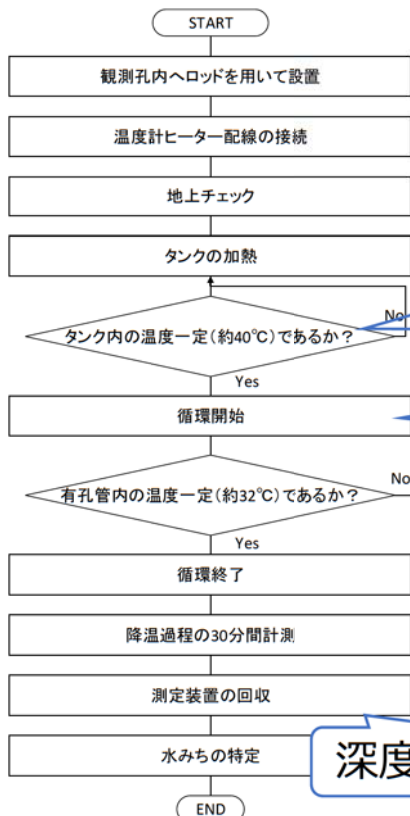 START
観測孔内へロッドを用いて設置
温度計ヒーター配線の接続
地上チェック
タンクの加熱
No
タンク内の温度一定(約40℃)であるか?
Yes
循環開始
No
有孔管内の温度一定(約32℃)であるか?
Yes
循環終了
降温過程の30分間計測
測定装置の回収
水みちの特定
深度
END